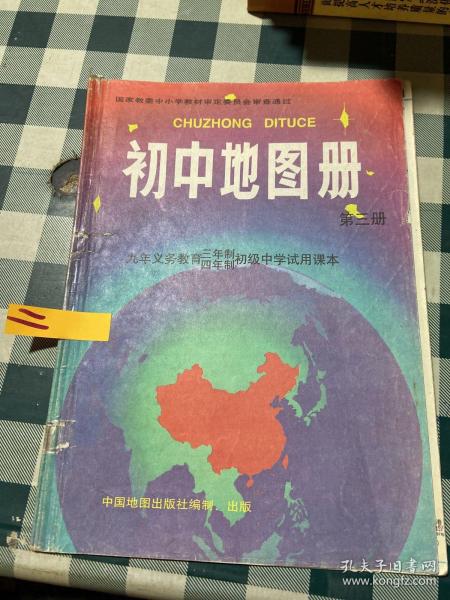 国家教委中小学教材审定委员会审查通过
CHUZHONG DITUCE
初中地图册
第三册
九年义务教育三年制四年制初级中学试用课本
中国地图出版社编制、出版
孔夫子旧书网
www.kongfz.com